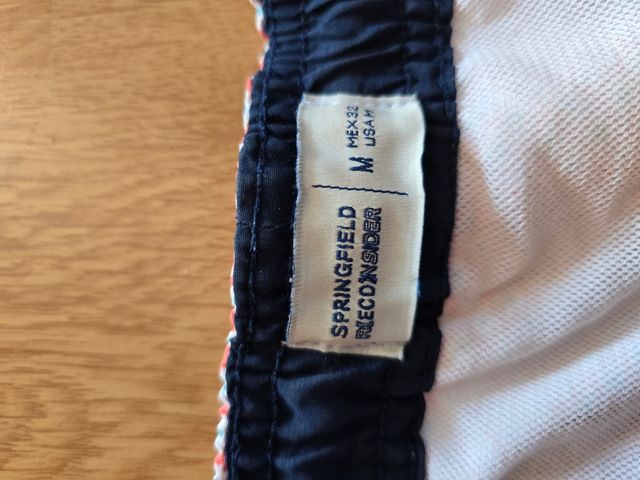 SPRINGFIELD
RECONSIDER
M
MEX 32
USA M